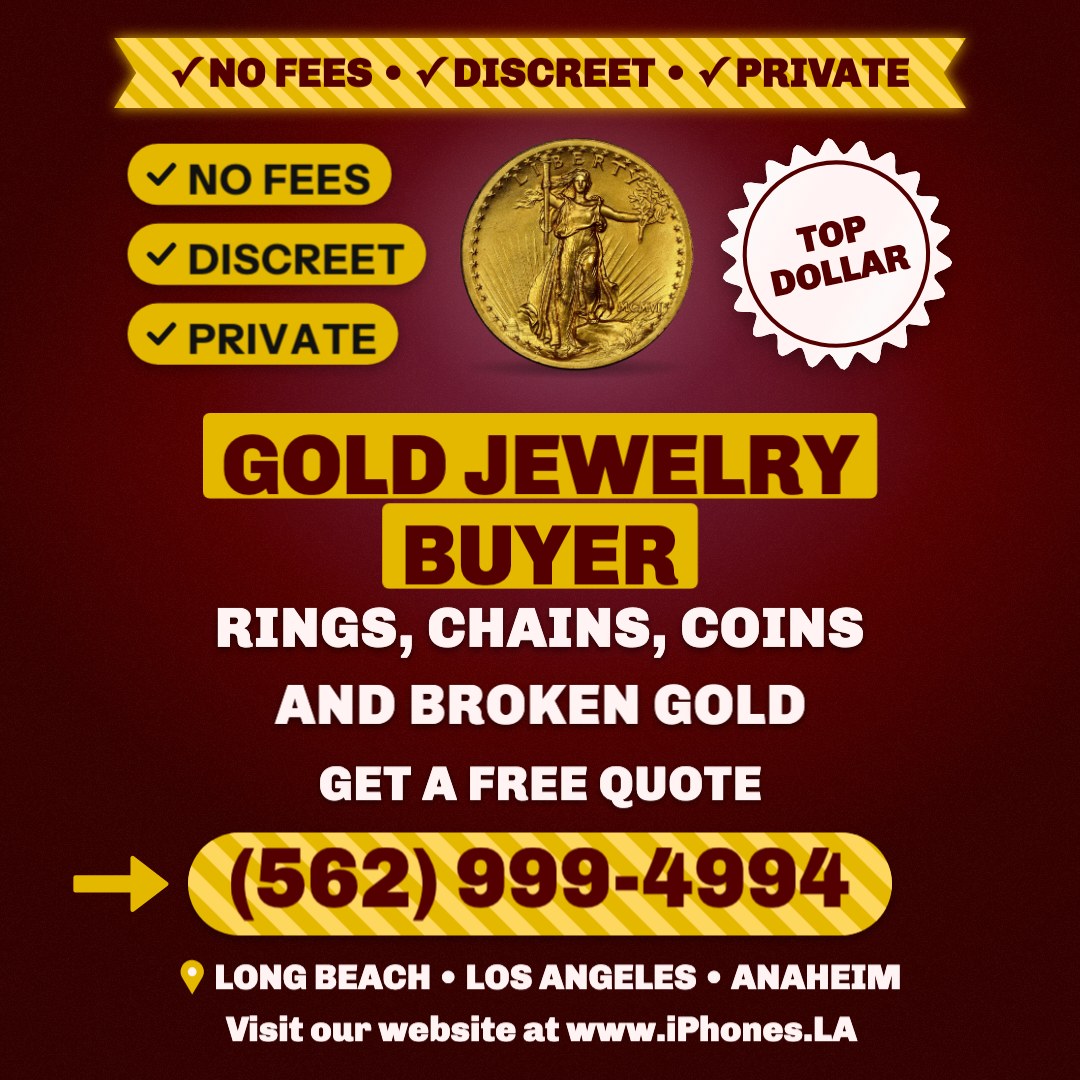 ✓NO FEES • ✓DISCREET • ✓PRIVATE
✓ NO FEES
✓ DISCREET
✓ PRIVATE
LIBERTY
TOP
DOLLAR
GOLD JEWELRY
BUYER
RINGS, CHAINS, COINS
AND BROKEN GOLD
GET A FREE QUOTE
(562) 999-4994
LONG BEACH • LOS ANGELES • ANAHEIM
Visit our website at www.iPhones.LA